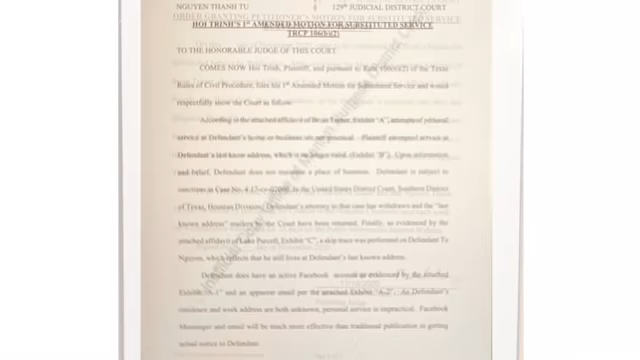 NGUYEN THANH TU 129th JUDICIAL DISTRICT COURT
ORDER GRANTING PETITIONER'S MOTION FOR SUBSTITUTED SERVICE
HOI TRINH'S 1st AMENDED MOTION FOR SUBSTITUTED SERVICE
TRCP 106(b)(2)
TO THE HONORABLE JUDGE OF THIS COURT:
COMES NOW Hoi Trinh, Plaintiff, and pursuant to Rule 106(b)(2) of the Texas
Rules of Civil Procedure, files his 1st Amended Motion for Service and would
respectfully show the Court as follow.
According to the attached affidavit of Exhibit "A", attempts of personal
service at Defendant's home or business are not practical. Plaintiff attempted service at
Defendant's last know address, which is no longer valid. (Exhibit "B"). Upon information
and belief, Defendant does not maintain a place of business. Defendant is subject to
sanctions in Case No. in the United States District Court, Southern District
of Texas, Houston Division. Defendant's attorney in that case has withdrawn and the "last
known address" mailers by the Court have been returned. Finally, as evidenced by the
attached affidavit of Luke Purcell, Exhibit "C", a skip trace was performed on Defendant Tu
Nguyen, which reflects that he still lives at Defendant's last known address.
Defendant does have an active Facebook account as evidenced by the attached
Exhibit "A-1" and an apparent email per the attached Exhibit "A-2". As Defendant's
residence and work address are both unknown, personal service is impractical. Facebook
Messenger and email will be much more effective than traditional publication in getting
actual notice to Defendant.